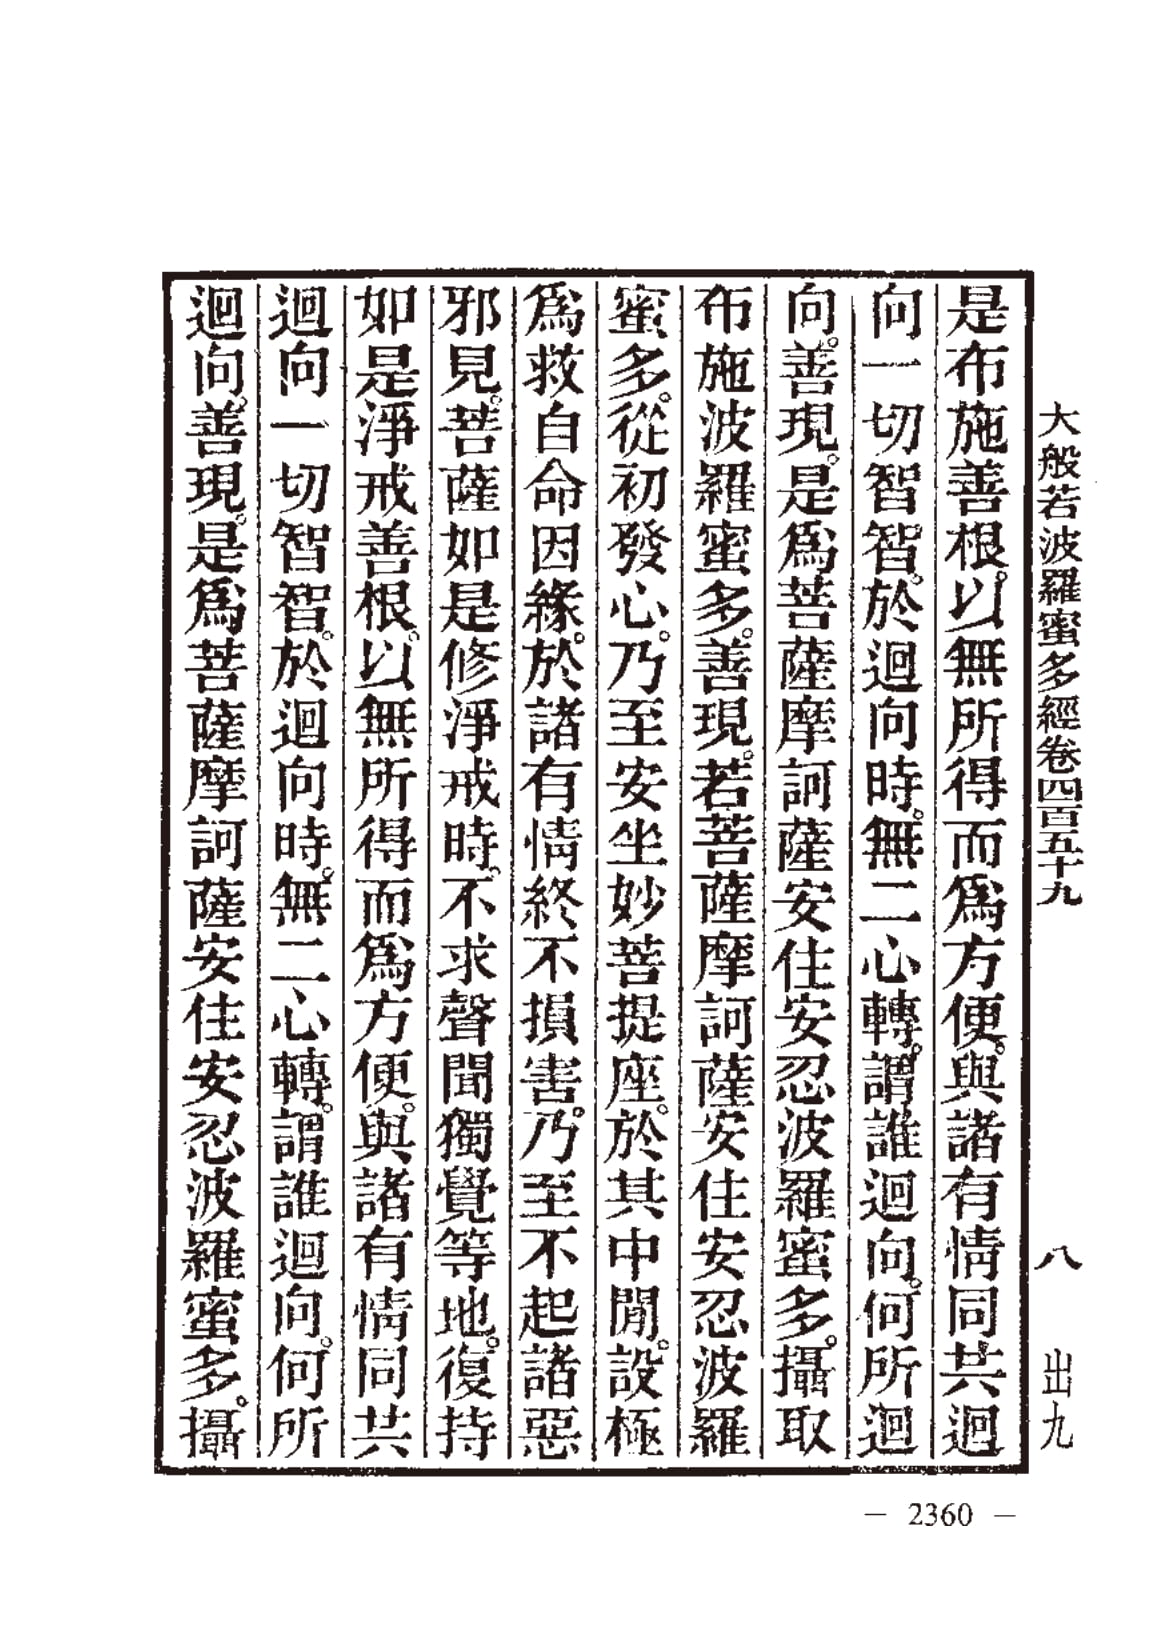 大般若波羅蜜多經卷四百五十九 八 出九
是布施善根。以無所得而爲方便。與諸有情同共迴
向一切智智。於迴向時。無二心轉。謂誰迴向。何所迴
向。善現。是爲菩薩摩訶薩安住安忍波羅蜜多。攝取
布施波羅蜜多。善現。若菩薩摩訶薩安住安忍波羅
蜜多。從初發心。乃至安坐妙菩提座。於其中閒。設極
爲救自命因緣。於諸有情終不損害。乃至不起諸惡
邪見。菩薩如是修淨戒時。不求聲聞獨覺等地。復持
如是淨戒善根。以無所得而爲方便。與諸有情同共
迴向一切智智。於迴向時。無二心轉。謂誰迴向。何所
迴向。善現。是爲菩薩摩訶薩安住安忍波羅蜜多。攝
— 2360 —